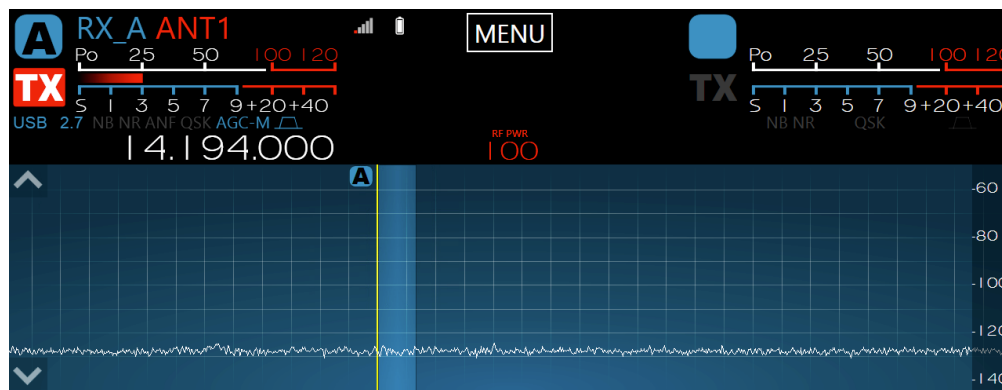 A RX_A ANT1 MENU
Po 25 50 100 120 Po 25 50 100 120
TX TX
S 1 3 5 7 9+20+40 S 1 3 5 7 9+20+40
USB 2.7 NB NR ANF QSK AGC-M NB NR QSK
14.194.000 RF PWR
100
A
-60
-80
-100
-120
-140